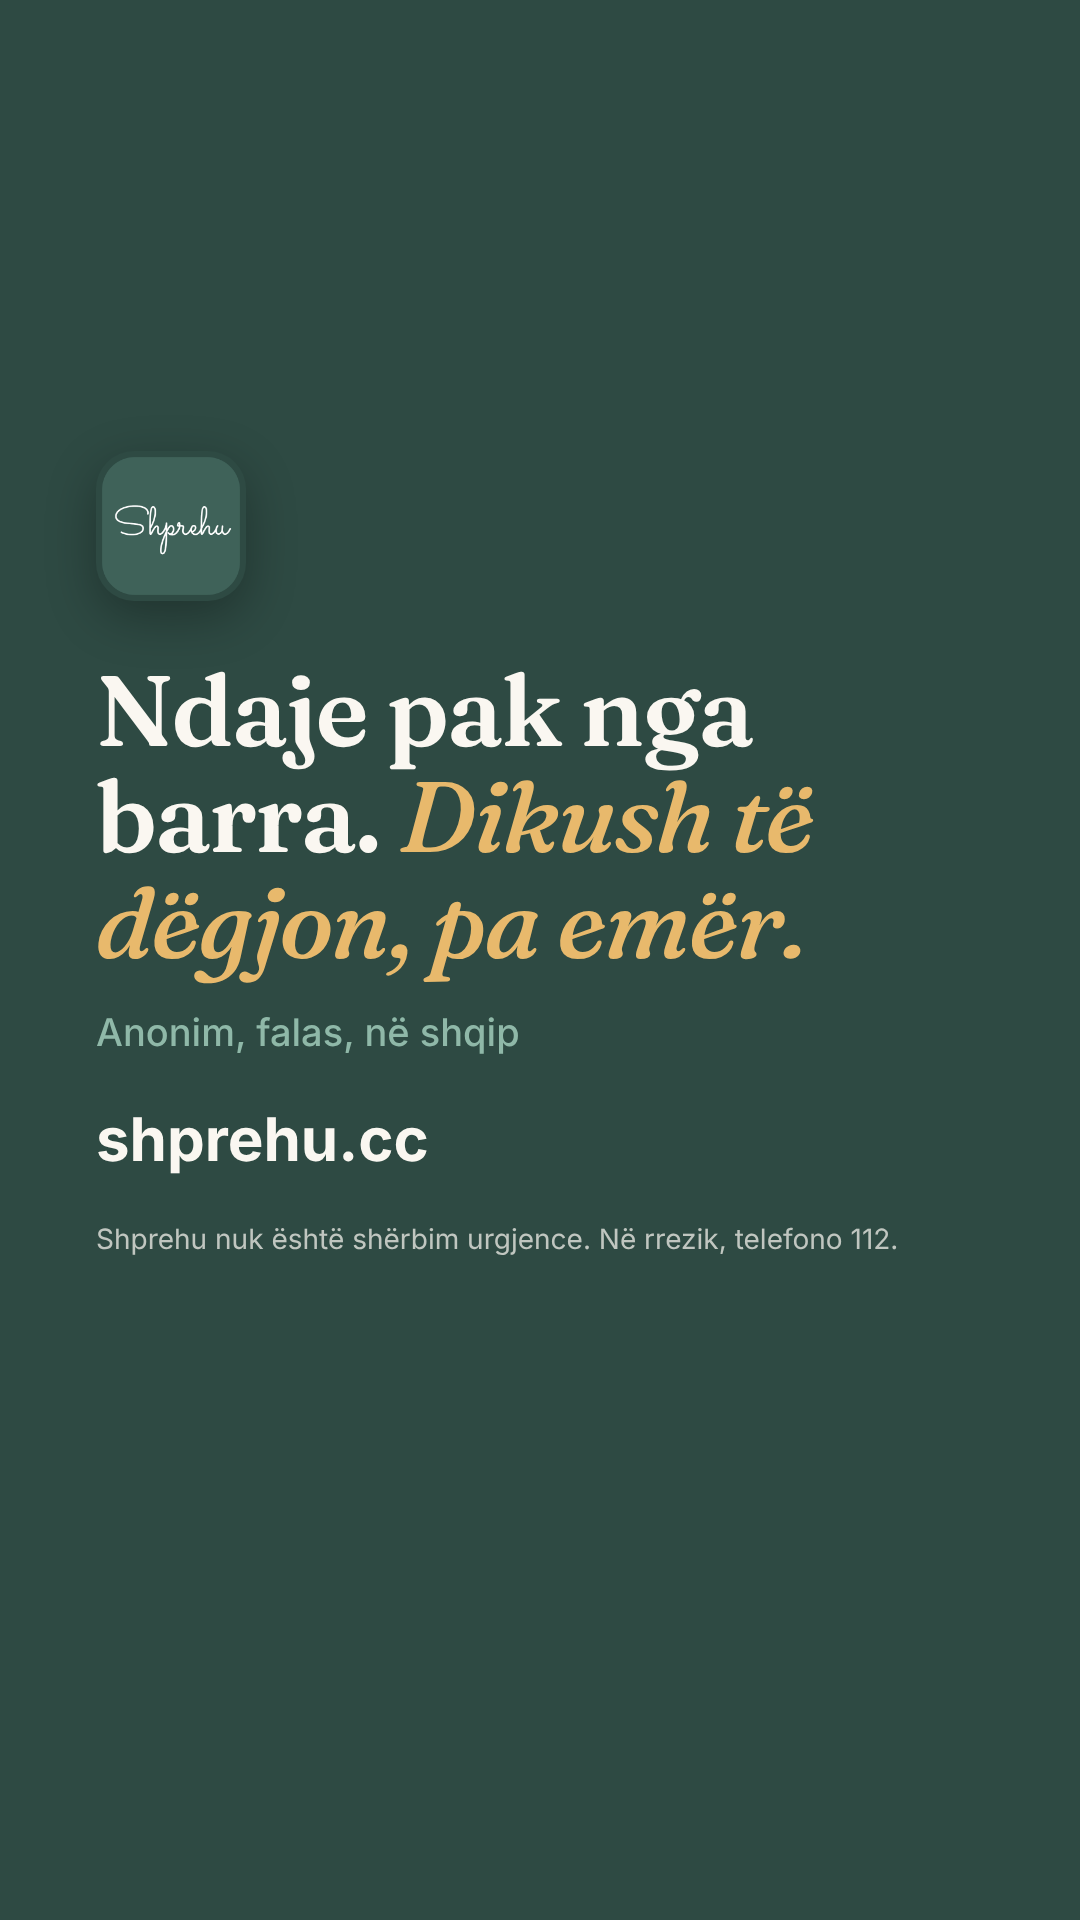 Shprehu
Ndaje pak nga
barra. Dikush të
dëgjon, pa emër.
Anonim, falas, në shqip
shprehu.cc
Shprehu nuk është shërbim urgjence. Në rrezik, telefono 112.